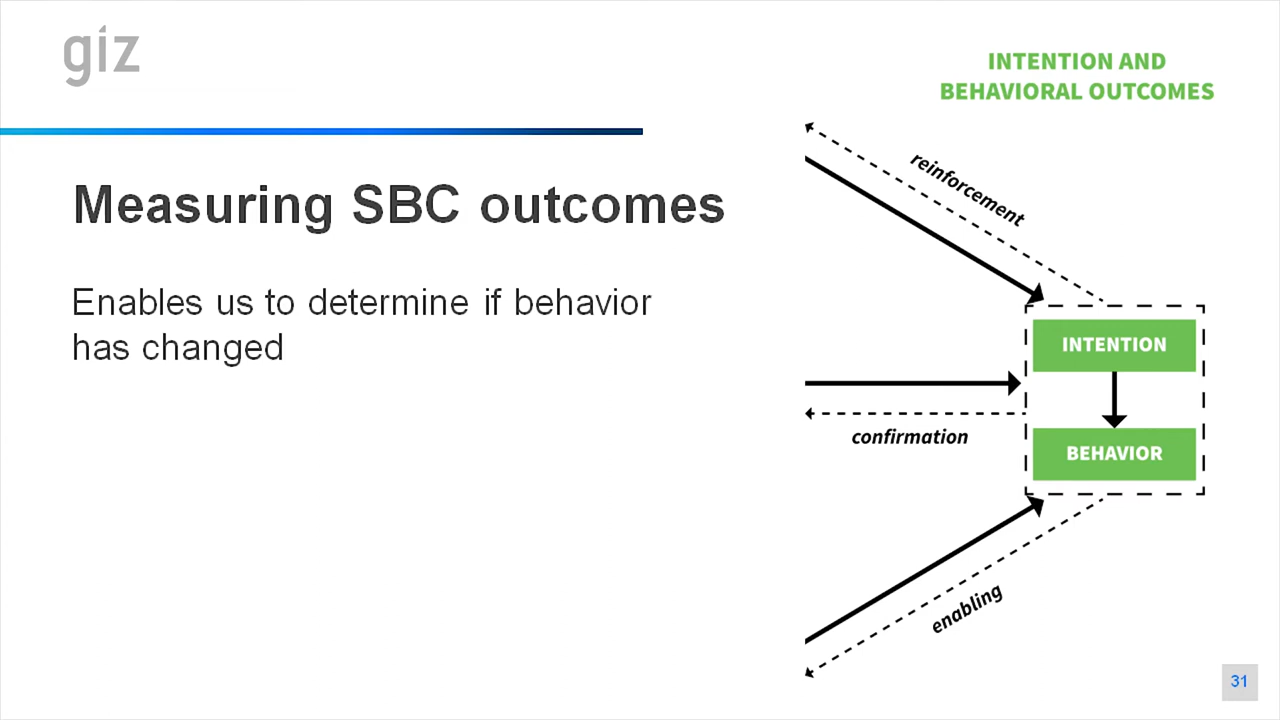 giz
INTENTION AND
BEHAVIORAL OUTCOMES
Measuring SBC outcomes
Enables us to determine if behavior
has changed
reinforcement
INTENTION
confirmation
BEHAVIOR
enabling
31